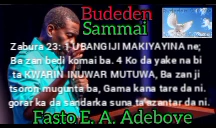 Budeden
Sammai
Zabura 23: 1 UBANGIJI MAKIYAYINA ne;
Ba zan bedi komai ba. 4 Ko da yake na bi
ta KWARIN INUWAR MUTUWA, Ba zan ji
tsoron mugunta ba, Gama kana tare da ni.
gorar ka da sandarka suna ta'azantar da ni.
Fasto E. A. Adeboye